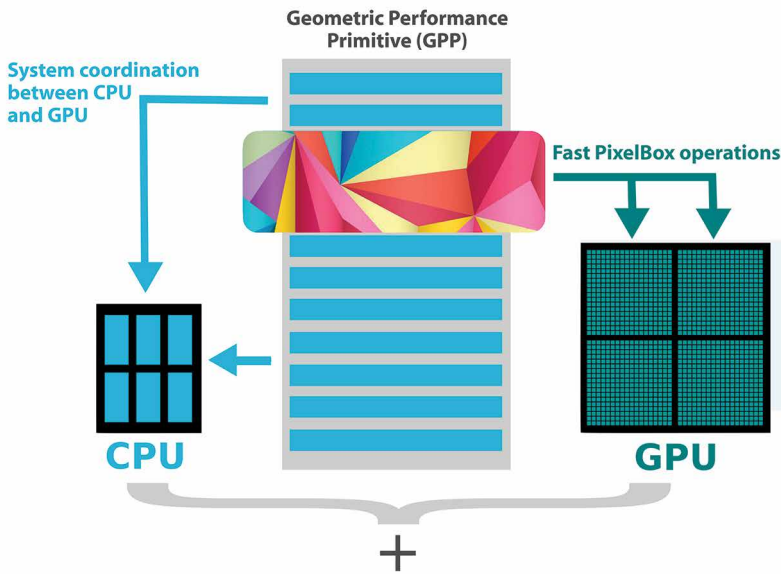 Geometric Performance
Primitive (GPP)
System coordination
between CPU
and GPU
Fast PixelBox operations
CPU
GPU
+